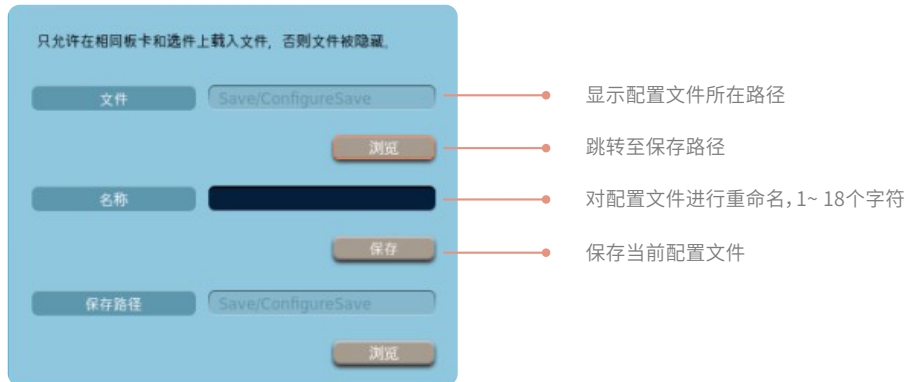 只允许在相同板卡和选件上载入文件，否则文件被隐藏。
文件 Save/ConfigureSave 显示配置文件所在路径
浏览 跳转至保存路径
名称 对配置文件进行重命名，1~ 18个字符
保存 保存当前配置文件
保存路径 Save/ConfigureSave
浏览